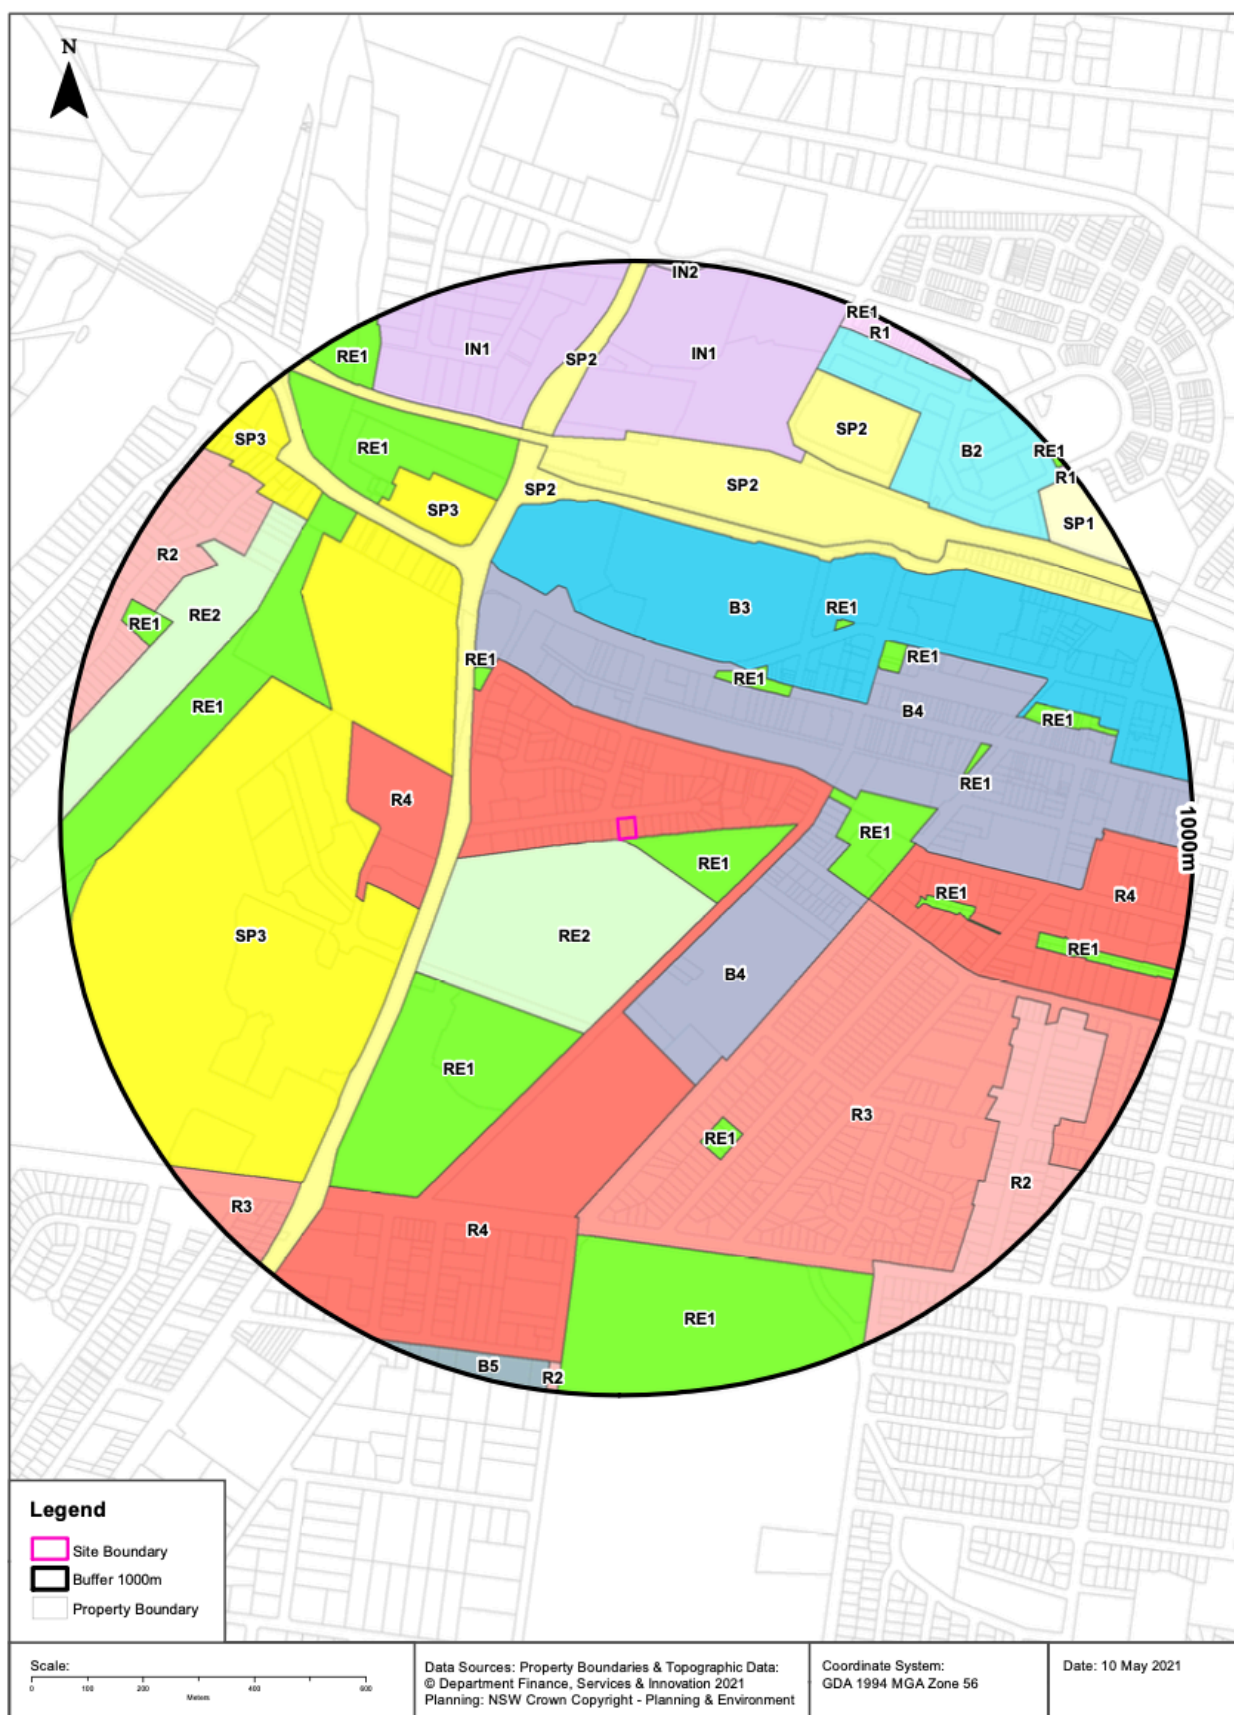 N
IN2
RE1
R1
IN1
SP2
IN1
RE1
SP3
RE1
SP2
B2
RE1
R1
SP2
SP2
SP3
SP1
R2
RE2
RE1
B3
RE1
RE1
RE1
RE1
RE1
B4
RE1
RE1
R4
1000m
RE1
RE1
RE1
R4
SP3
RE2
RE1
B4
RE1
R3
RE1
R2
R3
R4
RE1
B5
R2
Legend
Site Boundary
Buffer 1000m
Property Boundary
Scale:
0 100 200 400 600
Meters
Data Sources: Property Boundaries & Topographic Data:
© Department Finance, Services & Innovation 2021
Planning: NSW Crown Copyright - Planning & Environment
Coordinate System:
GDA 1994 MGA Zone 56
Date: 10 May 2021